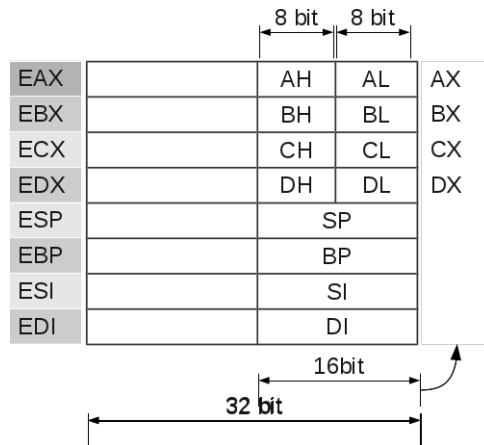 8 bit 8 bit
EAX AH AL AX
EBX BH BL BX
ECX CH CL CX
EDX DH DL DX
ESP SP
EBP BP
ESI SI
EDI DI
16bit
32 bit